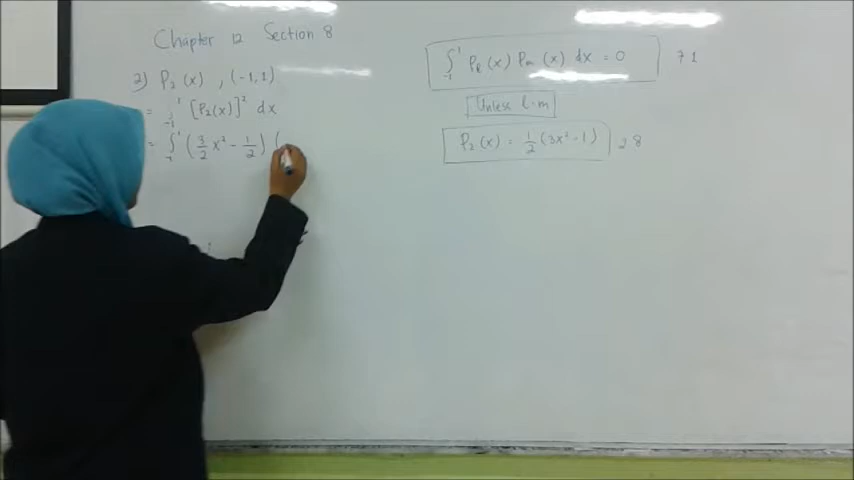 Chapter 12 Section 8
2) P₂(x) , (-1,1)
= ∫₋₁¹ [P₂(x)]² dx
= ∫₋₁¹ (3/2 x² - 1/2) (
∫₋₁¹ Pℓ(x) Pm(x) dx = 0 7.1
Unless l=m
P₂(x) = 1/2 (3x² - 1) 2.8